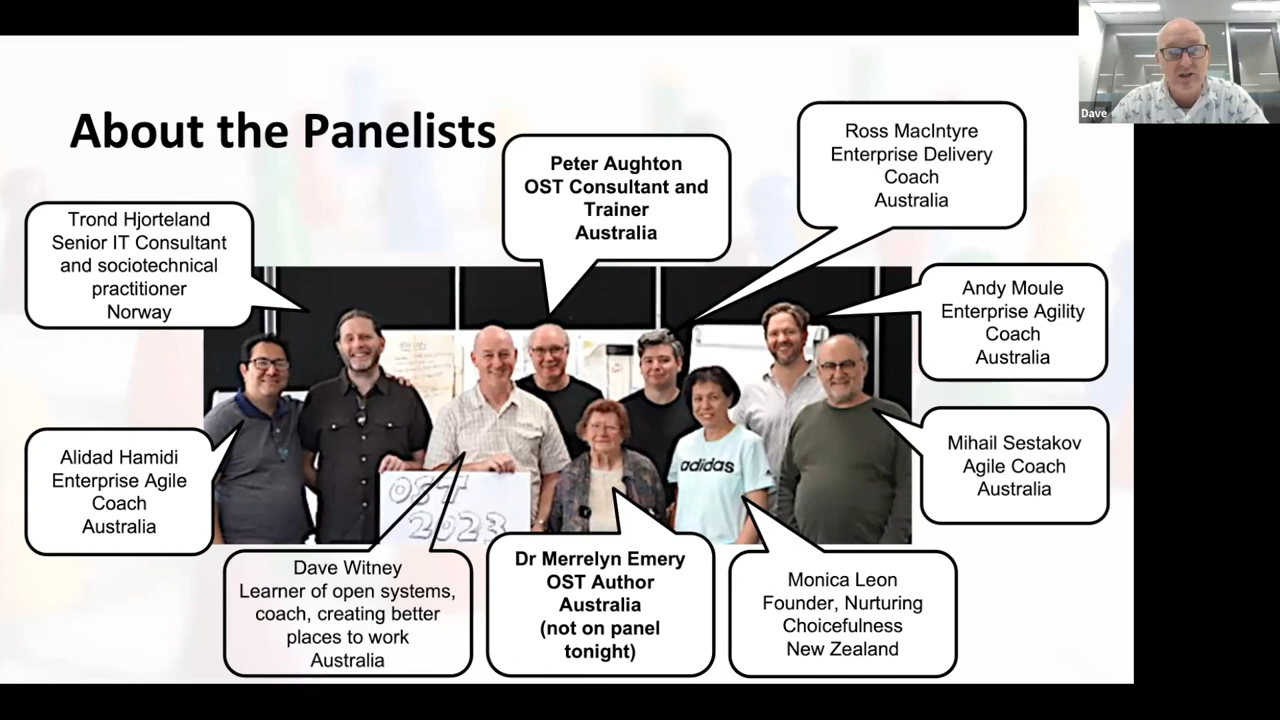 Dave
About the Panelists
Peter Aughton
OST Consultant and
Trainer
Australia
Ross MacIntyre
Enterprise Delivery
Coach
Australia
Trond Hjorteland
Senior IT Consultant
and sociotechnical
practitioner
Norway
Andy Moule
Enterprise Agility
Coach
Australia
Alidad Hamidi
Enterprise Agile
Coach
Australia
Mihail Sestakov
Agile Coach
Australia
adidas
OST
2023
Dave Witney
Learner of open systems,
coach, creating better
places to work
Australia
Dr Merrelyn Emery
OST Author
Australia
(not on panel
tonight)
Monica Leon
Founder, Nurturing
Choicefulness
New Zealand